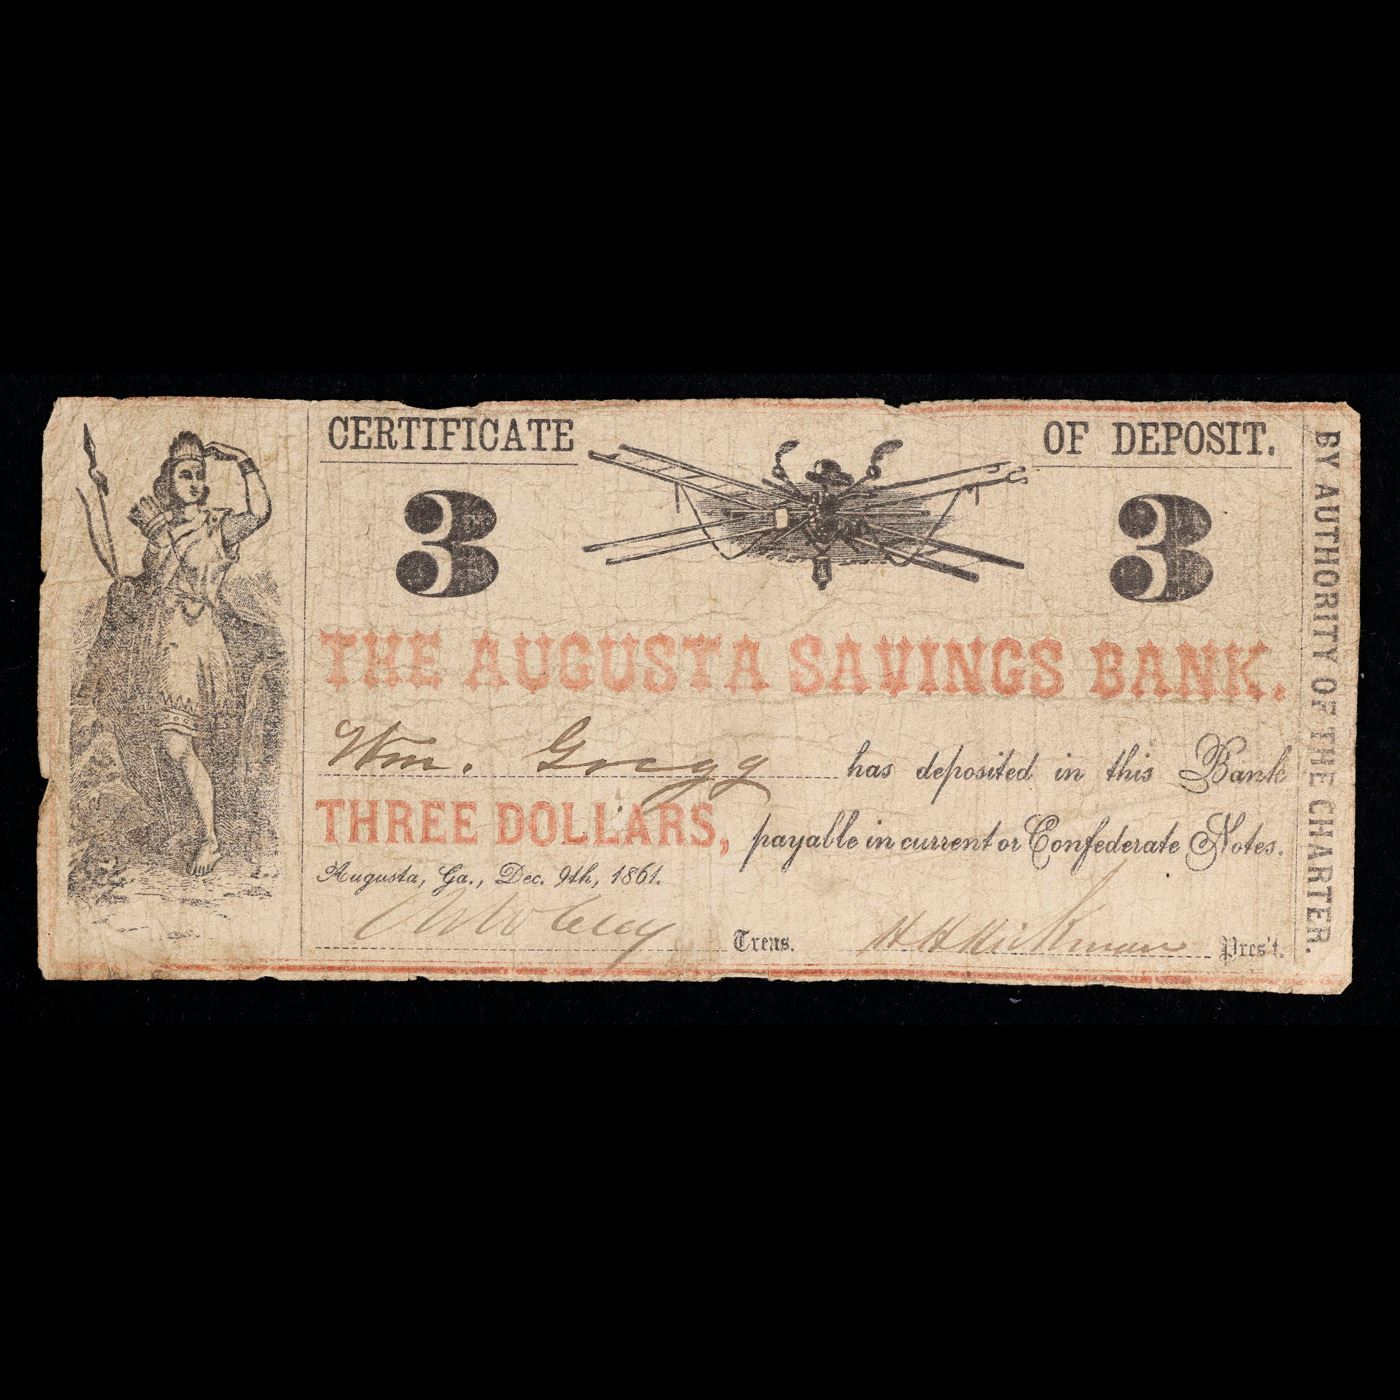 CERTIFICATE OF DEPOSIT.
3 3
THE AUGUSTA SAVINGS BANK.
Wm. Gregg has deposited in this Bank
THREE DOLLARS, payable in current or Confederate Notes.
Augusta, Ga., Dec. 9th, 1861.
Treas. H H Hickman Pres't.
BY AUTHORITY OF THE CHARTER.